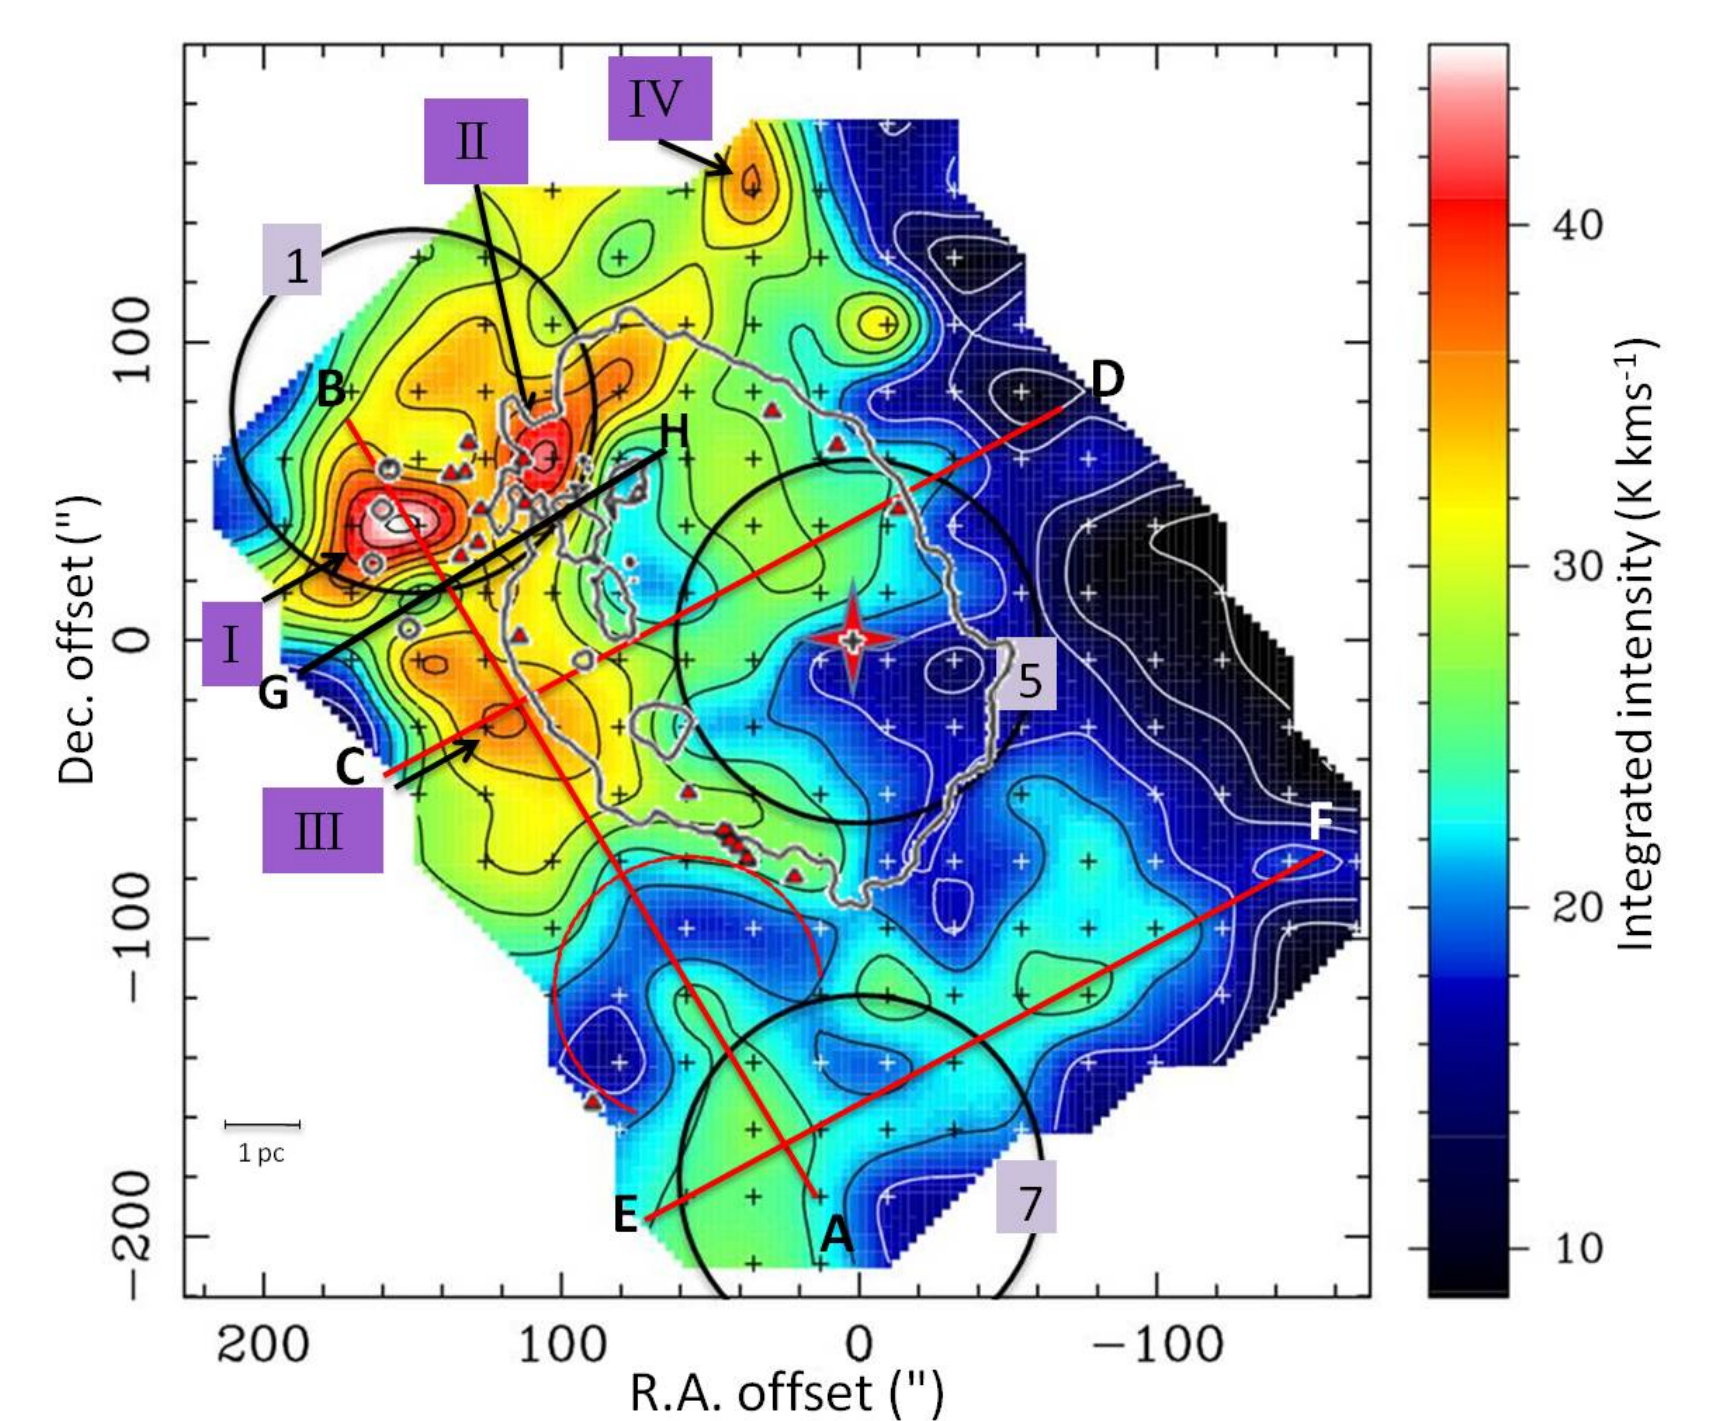 IV
II
1
40
100
B
D
H
Dec. offset (")
30
Integrated intensity (K kms-1)
0
I
G
5
C
III
F
20
−100
1 pc
7
E
A
−200
10
200
100
0
−100
R.A. offset (")